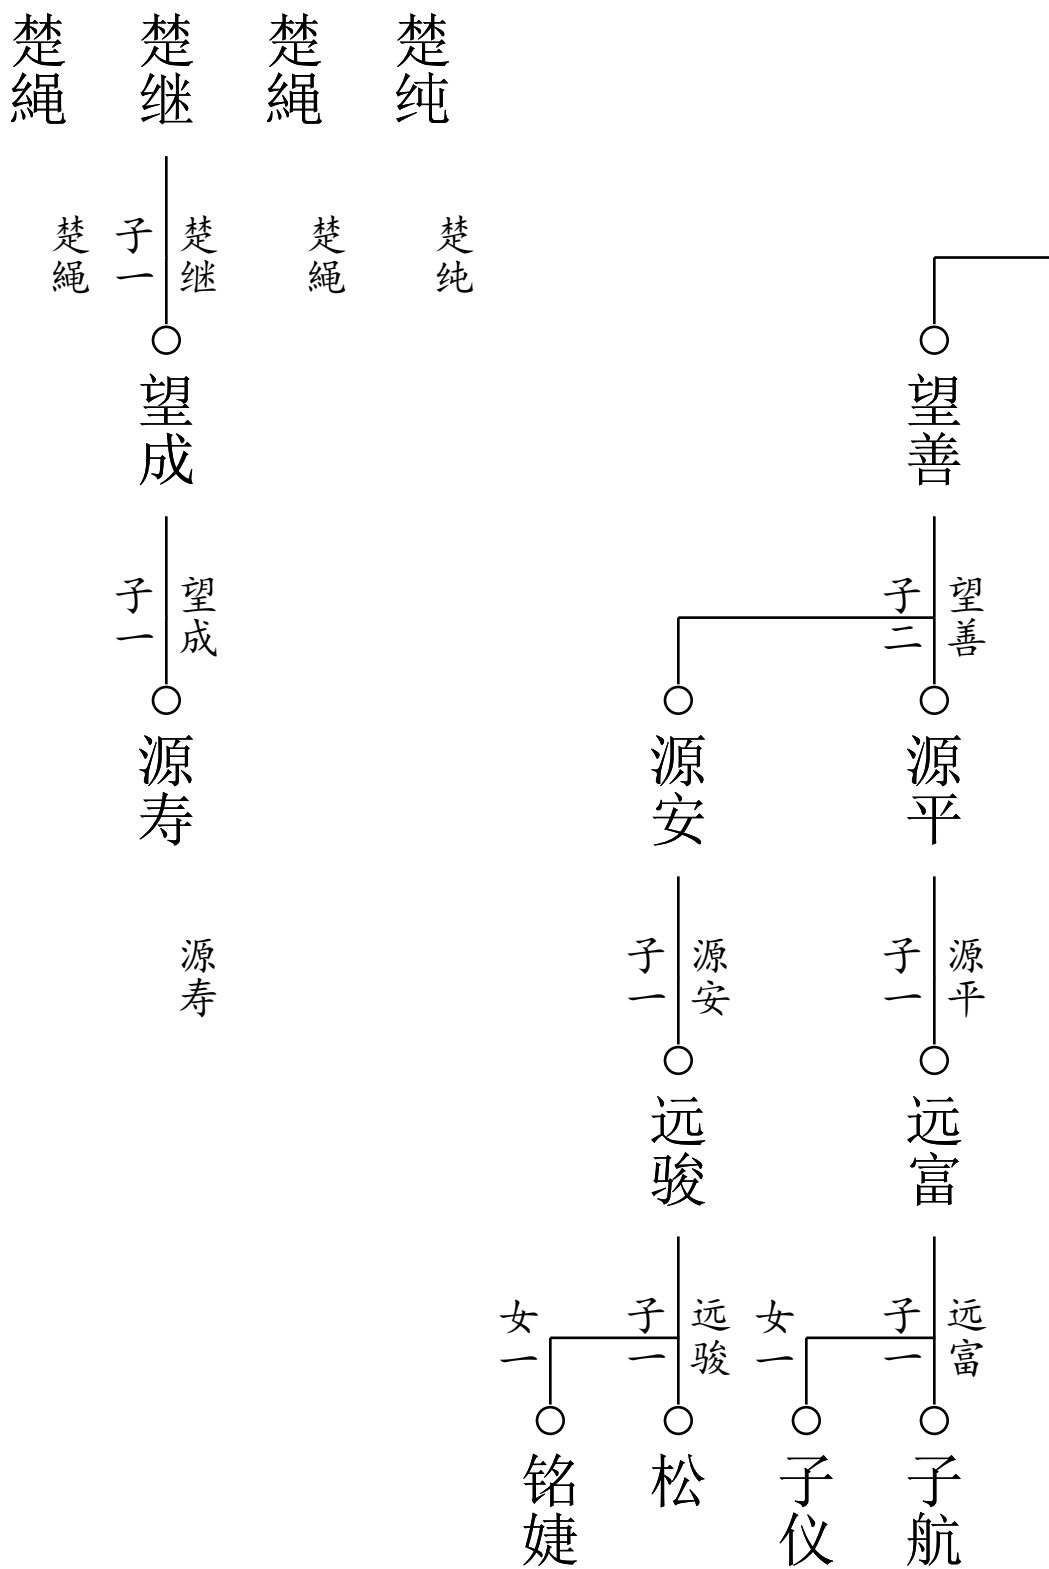 楚纯
楚繩
楚继
楚繩
楚纯
楚繩
楚继
子一
楚繩
望善
望成
望善
子二
望成
子一
源平
源安
源寿
源平
子一
源安
子一
源寿
远富
远骏
远富
子一
女一
远骏
子一
女一
子航
子仪
松
铭婕